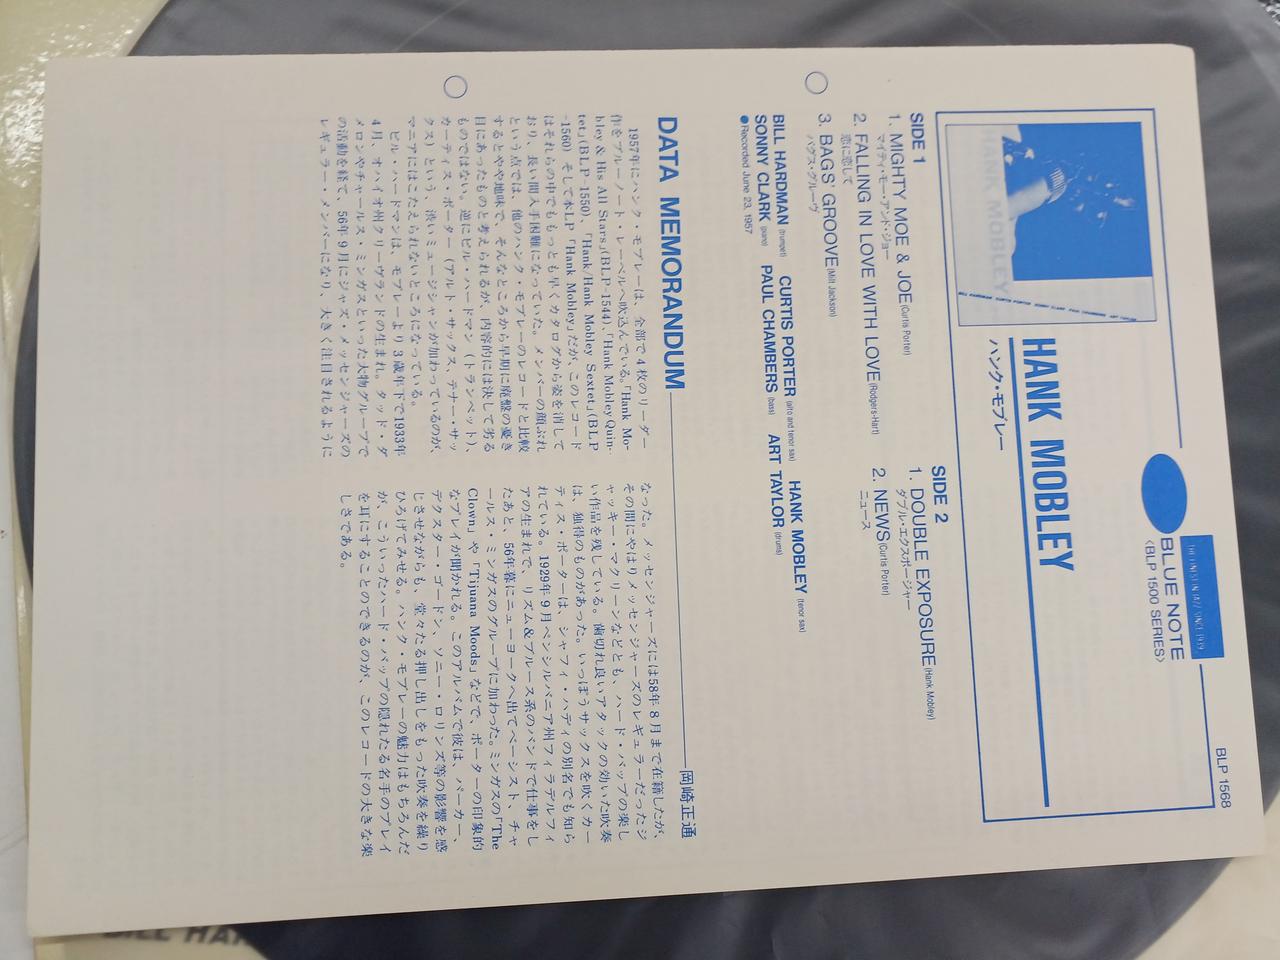 BLP 1568
THE FINEST IN JAZZ SINCE 1939
BLUE NOTE
〈BLP 1500 SERIES〉
HANK MOBLEY
ハンク・モブレー
HANK MOBLEY
BILL HARDMAN CURTIS PORTER SONNY CLARK PAUL CHAMBERS ART TAYLOR
SIDE 1
1. MIGHTY MOE & JOE (Curtis Porter)
マイティ・モー・アンド・ジョー
2. FALLING IN LOVE WITH LOVE (Rodgers-Hart)
恋に恋して
3. BAGS' GROOVE (Milt Jackson)
バグス・グルーヴ
SIDE 2
1. DOUBLE EXPOSURE (Hank Mobley)
ダブル・エクスポージャー
2. NEWS (Curtis Porter)
ニュース
BILL HARDMAN (trumpet) CURTIS PORTER (alto and tenor sax) HANK MOBLEY (tenor sax)
SONNY CLARK (piano) PAUL CHAMBERS (bass) ART TAYLOR (drums)
●Recorded June 23, 1957
DATA MEMORANDUM
岡崎正通
1957年にハンク・モブレーは、全部で4枚のリーダー
作をブルーノート・レーベルへ吹込んでいる。「Hank Mo-
bley & His All Stars」(BLP-1544)、「Hank Mobley Quin-
tet」(BLP-1550)、「Hank/Hank Mobley Sextet」(BLP
-1560) そして本LP「Hank Mobley」だが、このレコード
はそれらの中でももっとも早くカタログから姿を消して
おり、長い間入手困難になっていた。メンバーの顔ぶれ
という点では、他のハンク・モブレーのレコードと比較
するとやや地味で、そんなところから早期に廃盤の憂き
目にあったものと考えられるが、内容的には決して劣る
ものではない。逆にビル・ハードマン（トランペット）、
カーティス・ポーター（アルト・サックス、テナー・サッ
クス）という、渋いミュージシャンが加わっているのが、
マニアにはこたえられないところになっている。
ビル・ハードマンは、モブレーより3歳年下で1933年
4月、オハイオ州クリーヴランドの生まれ。タッド・ダ
メロンやチャールス・ミンガスといった大物グループで
の活動を経て、56年9月にジャズ・メッセンジャーズの
レギュラー・メンバーになり、大きく注目されるように
なった。メッセンジャーズには58年8月まで在籍したが、
その間にやはりメッセンジャーズのレギュラーだったジ
ャッキー・マクリーンなどとも、ハード・バップの楽し
い作品を残している。歯切れ良いアタックの効いた吹奏
は、独得のものがあった。いっぽうサックスを吹くカー
ティス・ポーターは、シャフィ・ハディの別名でも知ら
れている。1929年9月ペンシルバニア州フィラデルフィ
アの生まれで、リズム＆ブルース系のバンドで仕事をし
たあと、56年暮にニューヨークへ出てベーシスト、チャ
ールス・ミンガスのグループに加わった。ミンガスの「The
Clown」や「Tijuana Moods」などで、ポーターの印象的
なプレイが聞かれる。このアルバムで彼は、パーカー、
デクスター・ゴードン、ソニー・ロリンズ等の影響を感
じさせながらも、堂々たる押し出しをもった吹奏を繰り
ひろげてみせる。ハンク・モブレーの魅力はもちろんだ
が、こういったハード・バップの隠れたる名手のプレイ
を耳にすることのできるのが、このレコードの大きな楽
しさである。
BILL HAR